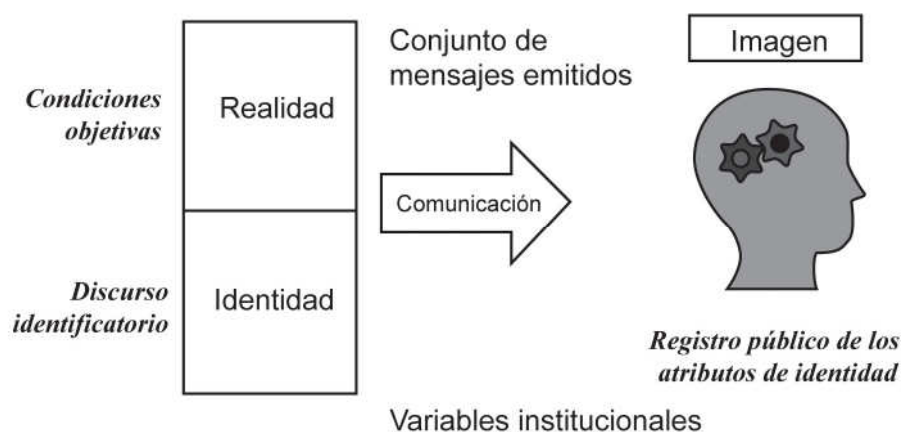 Condiciones
objetivas
Realidad
Conjunto de
mensajes emitidos
Imagen
Comunicación
Discurso
identificatorio
Identidad
Registro público de los
atributos de identidad
Variables institucionales